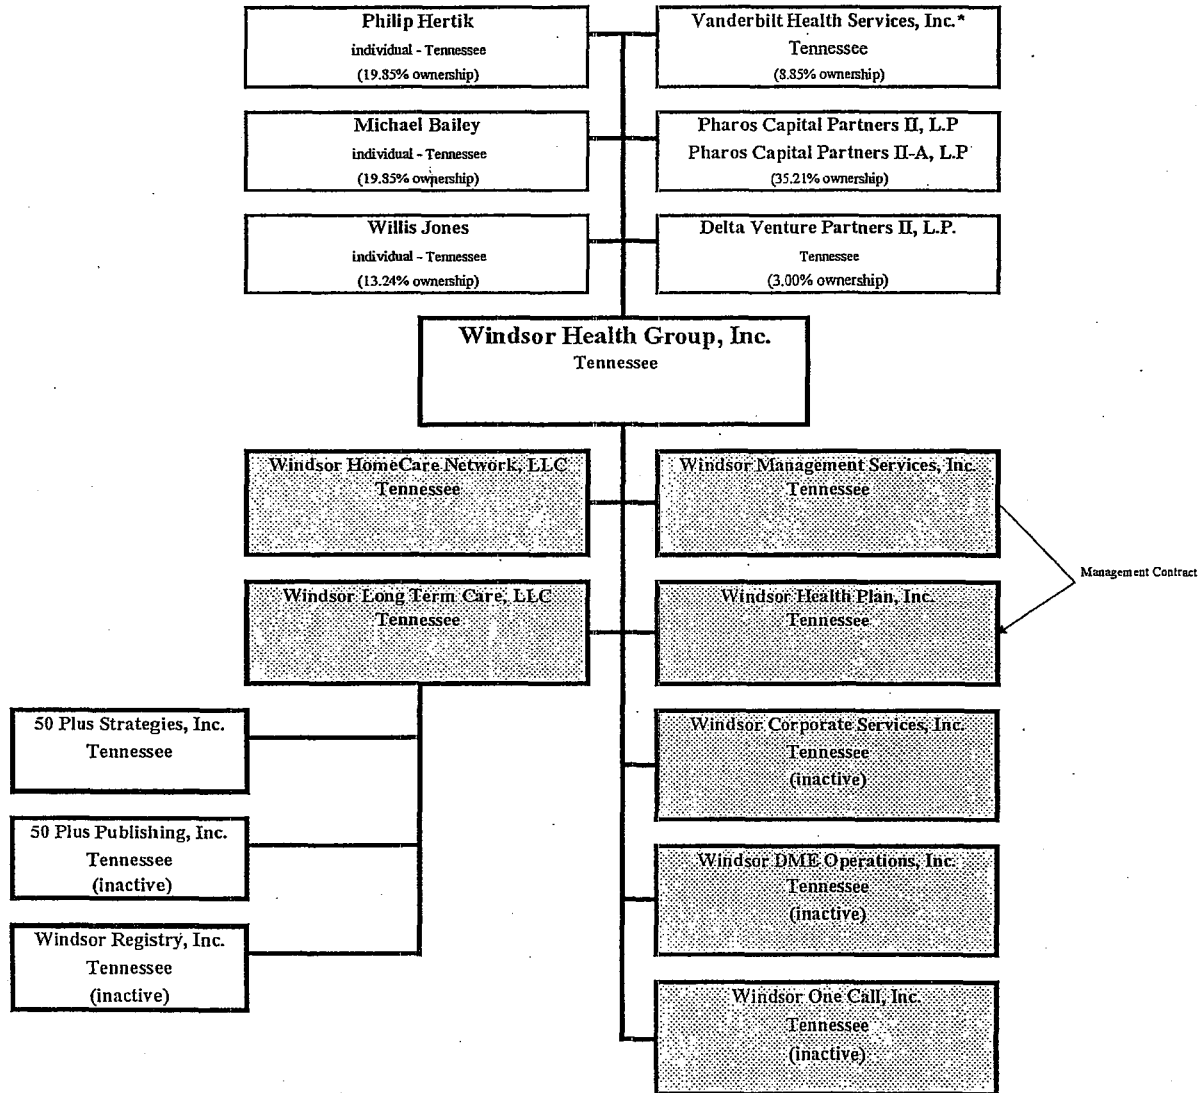 Philip Hertik
individual - Tennessee
(19.85% ownership)
Vanderbilt Health Services, Inc.*
Tennessee
(8.85% ownership)
Michael Bailey
individual - Tennessee
(19.85% ownership)
Pharos Capital Partners II, L.P
Pharos Capital Partners II-A, L.P
(35.21% ownership)
Willis Jones
individual - Tennessee
(13.24% ownership)
Delta Venture Partners II, L.P.
Tennessee
(3.00% ownership)
Windsor Health Group, Inc.
Tennessee
Windsor HomeCare Network, LLC
Tennessee
Windsor Management Services, Inc.
Tennessee
Management Contract
Windsor Long Term Care, LLC
Tennessee
Windsor Health Plan, Inc.
Tennessee
50 Plus Strategies, Inc.
Tennessee
Windsor Corporate Services, Inc.
Tennessee
(inactive)
50 Plus Publishing, Inc.
Tennessee
(inactive)
Windsor DME Operations, Inc.
Tennessee
(inactive)
Windsor Registry, Inc.
Tennessee
(inactive)
Windsor One Call, Inc.
Tennessee
(inactive)